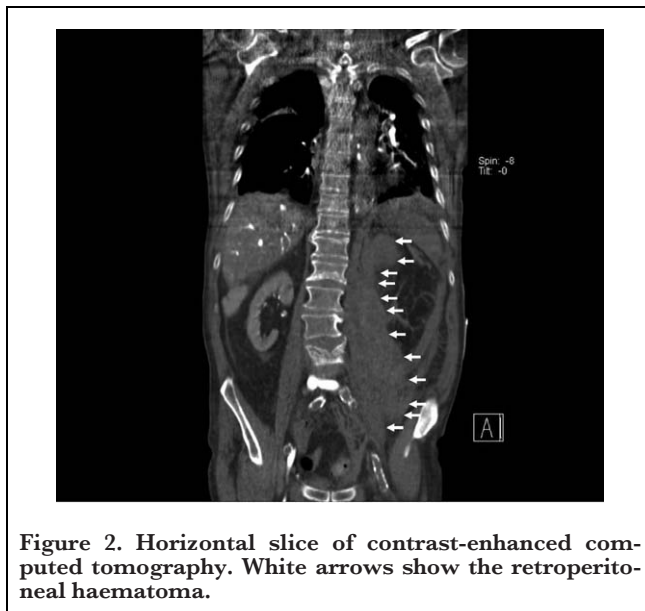 Spin: -8
Tilt: -0
A
Figure 2. Horizontal slice of contrast-enhanced com-
puted tomography. White arrows show the retroperito-
neal haematoma.